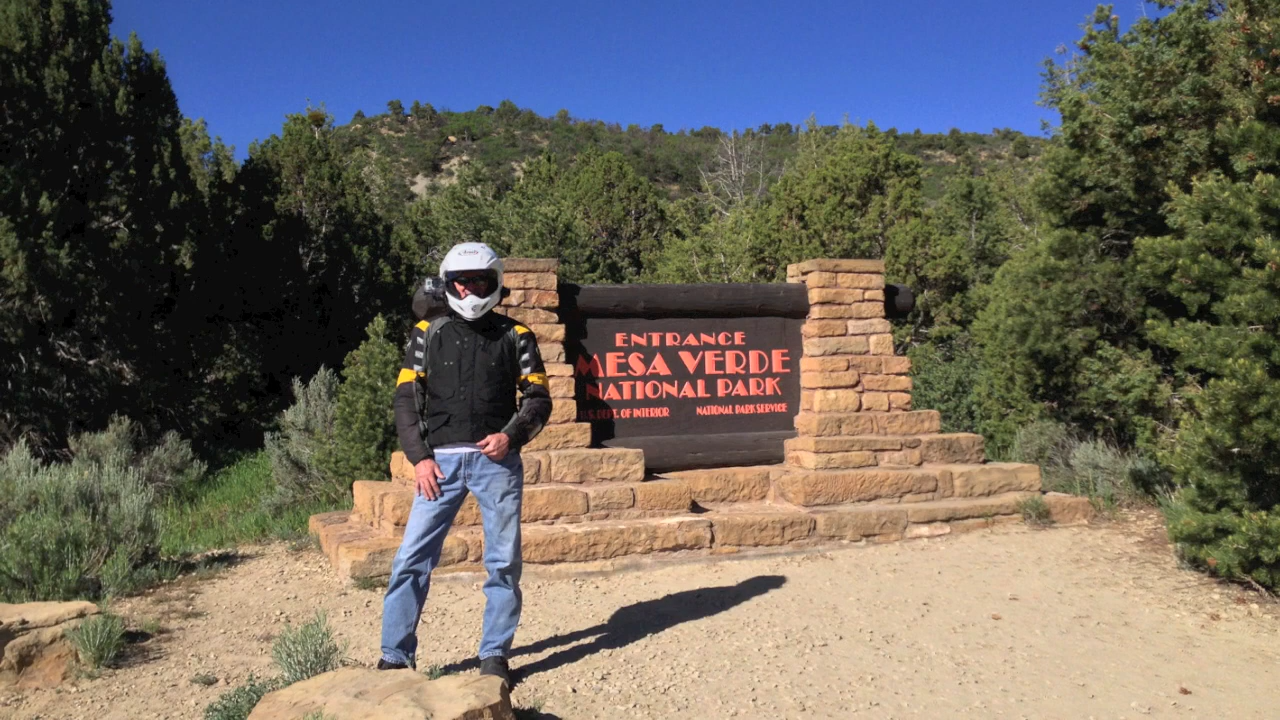 ENTRANCE
MESA VERDE
NATIONAL PARK
U.S. DEPT. OF INTERIOR NATIONAL PARK SERVICE